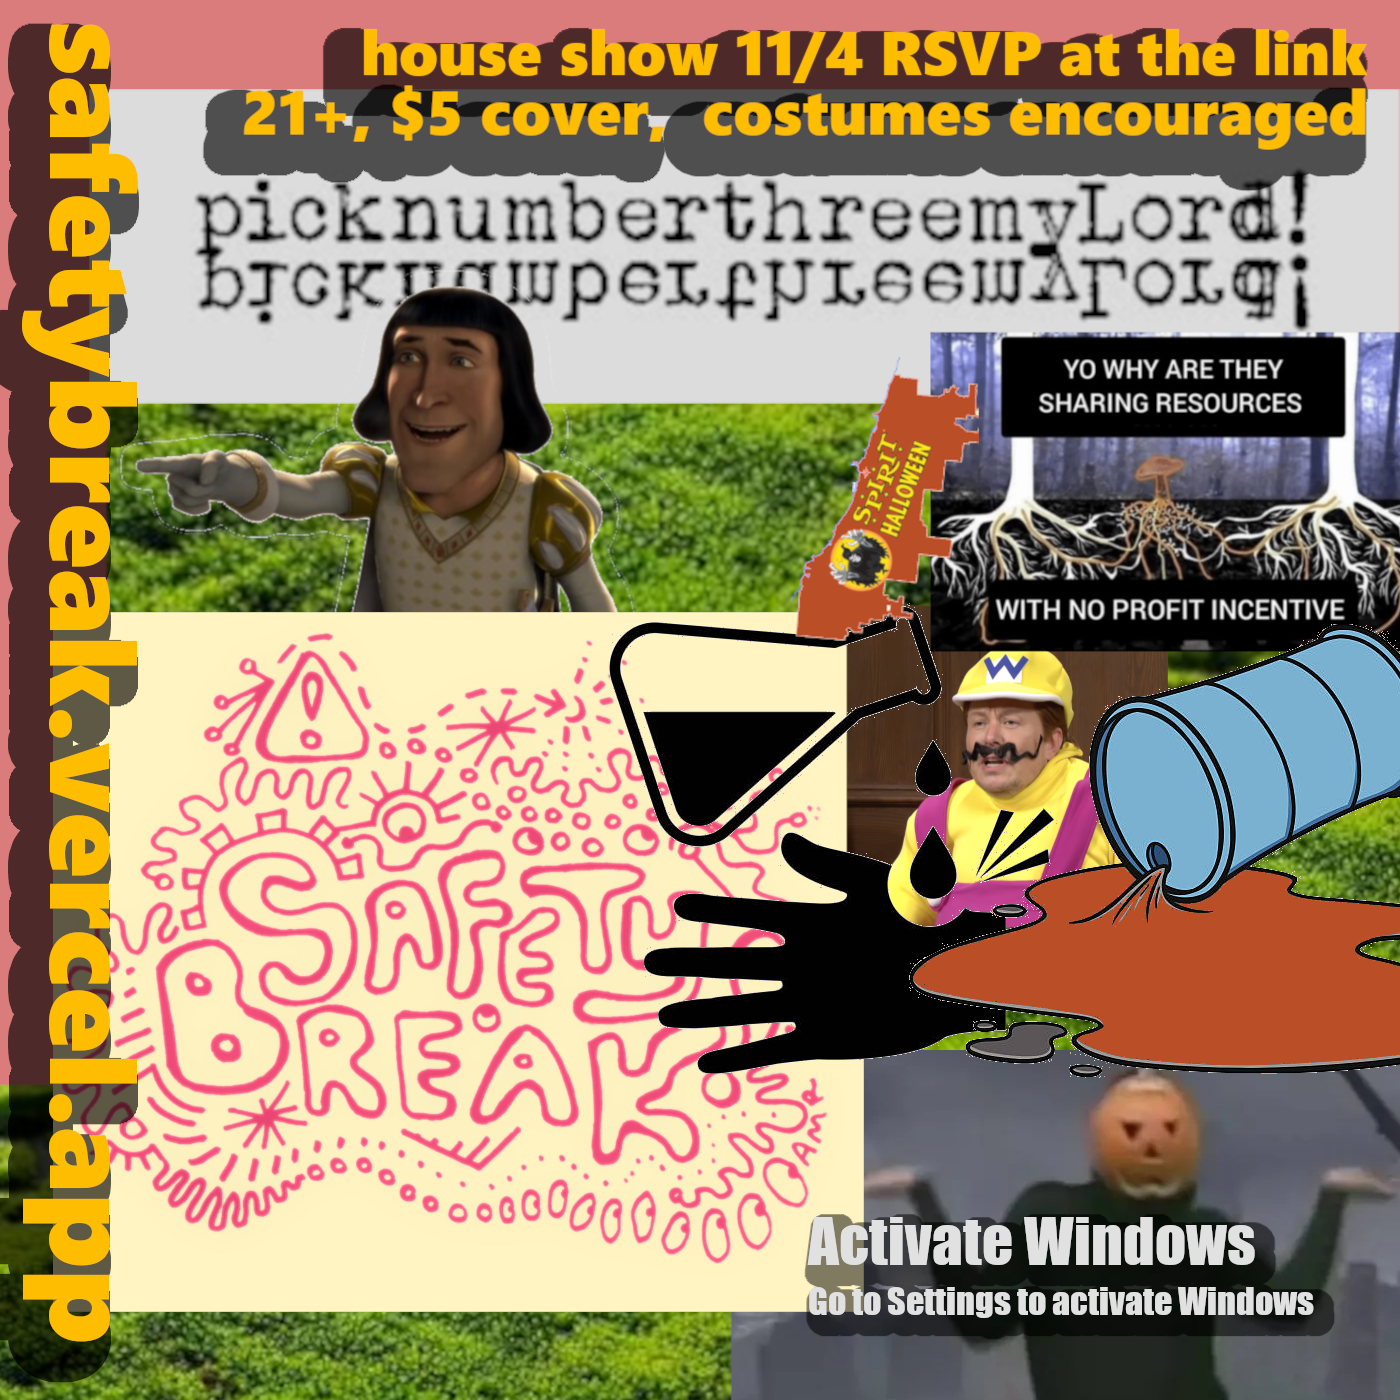 house show 11/4 RSVP at the link
21+, $5 cover, costumes encouraged
safetybreak.vercel.app
picknumberthreemyLord!
picknumberthreemyLord!
YO WHY ARE THEY
SHARING RESOURCES
WITH NO PROFIT INCENTIVE
SPIRIT
HALLOWEEN
W
SAFETY
BREAK
AMR
Activate Windows
Go to Settings to activate Windows